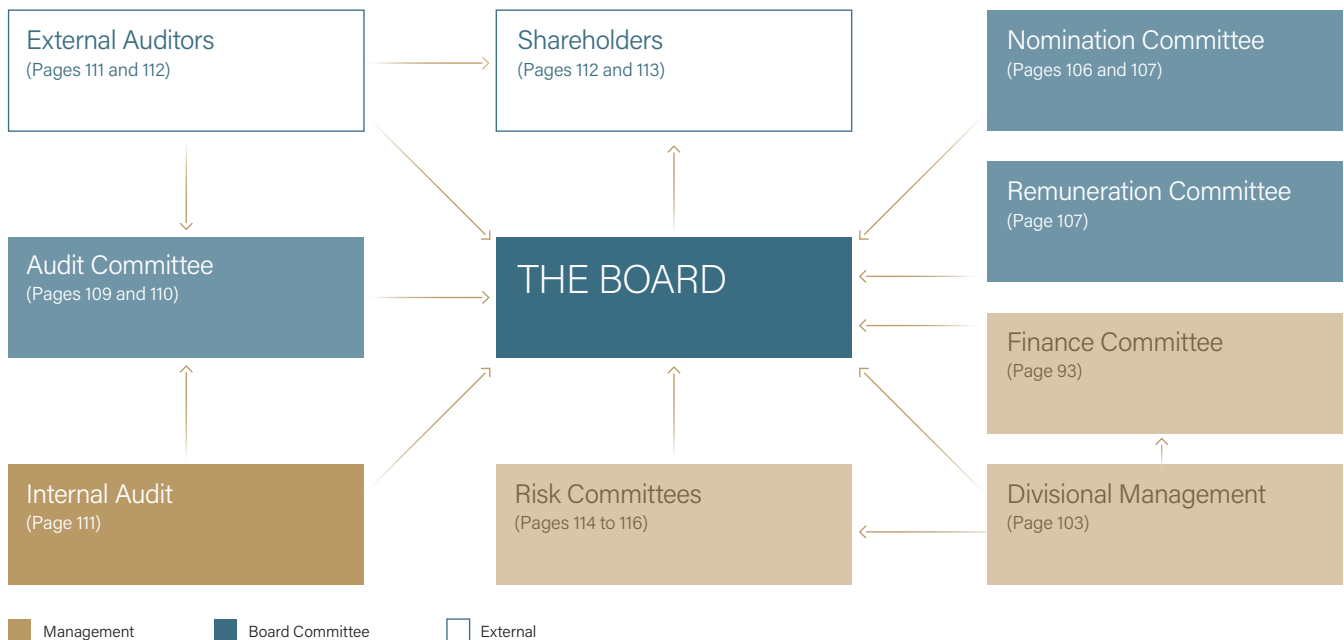 External Auditors
(Pages 111 and 112)
Shareholders
(Pages 112 and 113)
Nomination Committee
(Pages 106 and 107)
Remuneration Committee
(Page 107)
Audit Committee
(Pages 109 and 110)
THE BOARD
Finance Committee
(Page 93)
Internal Audit
(Page 111)
Risk Committees
(Pages 114 to 116)
Divisional Management
(Page 103)
Management
Board Committee
External